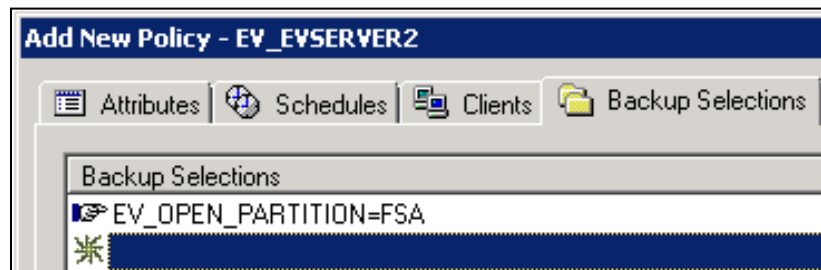 Add New Policy - EV_EVSERVER2
Attributes Schedules Clients Backup Selections
Backup Selections
EV_OPEN_PARTITION=FSA